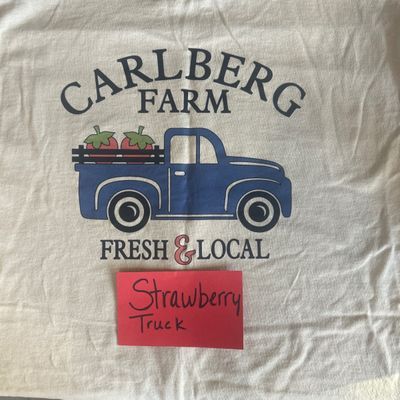 CARLBERG
FARM
FRESH & LOCAL
Strawberry
Truck